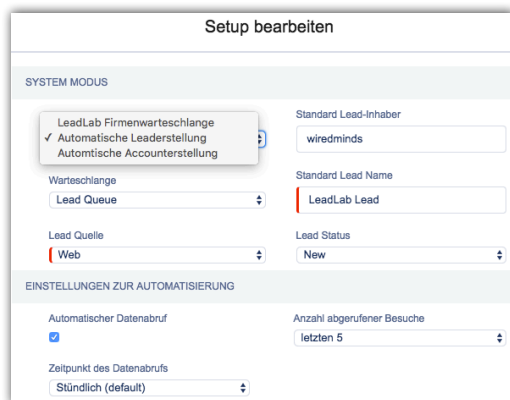 Setup bearbeiten
SYSTEM MODUS
LeadLab Firmenwarteschlange
✓ Automatische Leaderstellung
Automtische Accounterstellung
Standard Lead-Inhaber
wiredminds
Warteschlange
Lead Queue
Standard Lead Name
LeadLab Lead
Lead Quelle
Web
Lead Status
New
EINSTELLUNGEN ZUR AUTOMATISIERUNG
Automatischer Datenabruf
Anzahl abgerufener Besuche
letzten 5
Zeitpunkt des Datenabrufs
Stündlich (default)